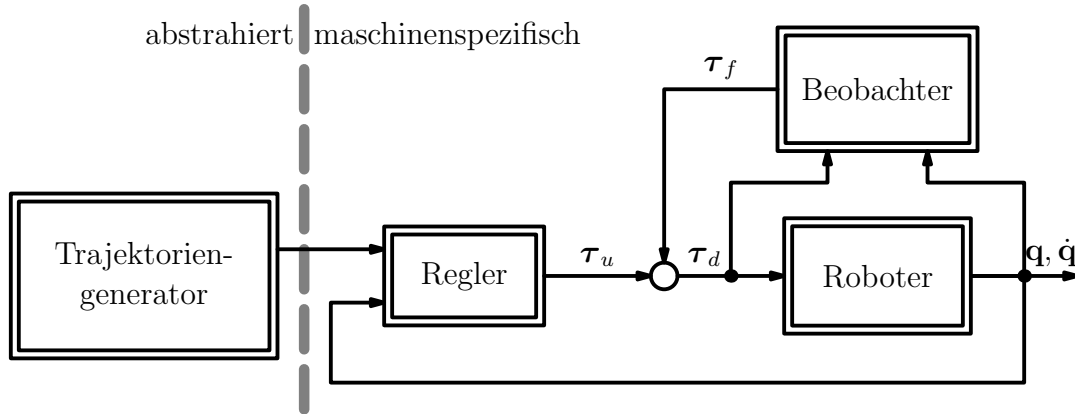 abstrahiert
maschinenspezifisch
𝝉_f
Beobachter
Trajektorien-
generator
Regler
𝝉_u
𝝉_d
Roboter
𝐪, 𝐪̇